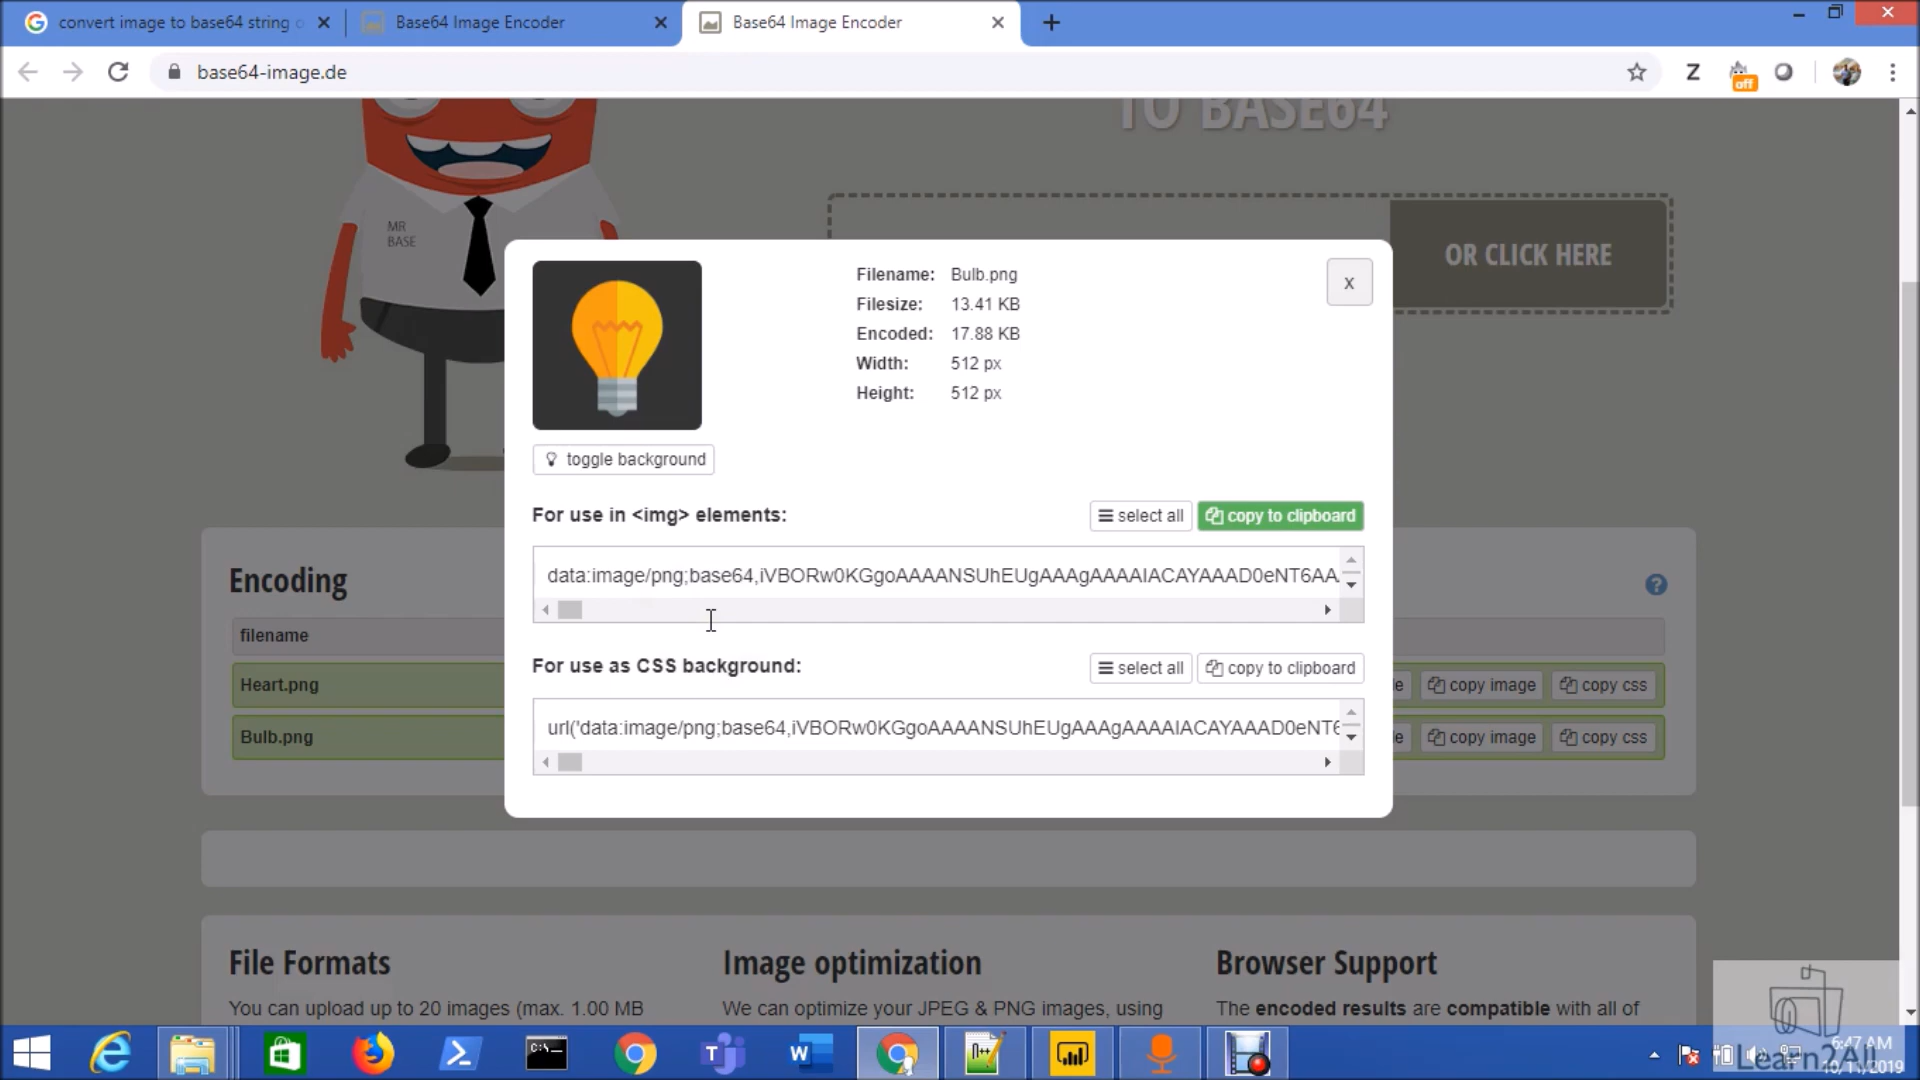 convert image to base64 string o
Base64 Image Encoder
Base64 Image Encoder
base64-image.de
Z
off
TO BASE64
MR
BASE
OR CLICK HERE
Filename: Bulb.png
Filesize: 13.41 KB
Encoded: 17.88 KB
Width: 512 px
Height: 512 px
x
toggle background
For use in <img> elements:
select all
copy to clipboard
data:image/png;base64,iVBORw0KGgoAAAANSUhEUgAAAgAAAAIACAYAAAD0eNT6AA
For use as CSS background:
select all
copy to clipboard
url('data:image/png;base64,iVBORw0KGgoAAAANSUhEUgAAAgAAAAIACAYAAAD0eNT6
Encoding
?
filename
Heart.png
copy image
copy css
Bulb.png
copy image
copy css
File Formats
You can upload up to 20 images (max. 1.00 MB
Image optimization
We can optimize your JPEG & PNG images, using
Browser Support
The encoded results are compatible with all of
6:47 AM
Learn2All